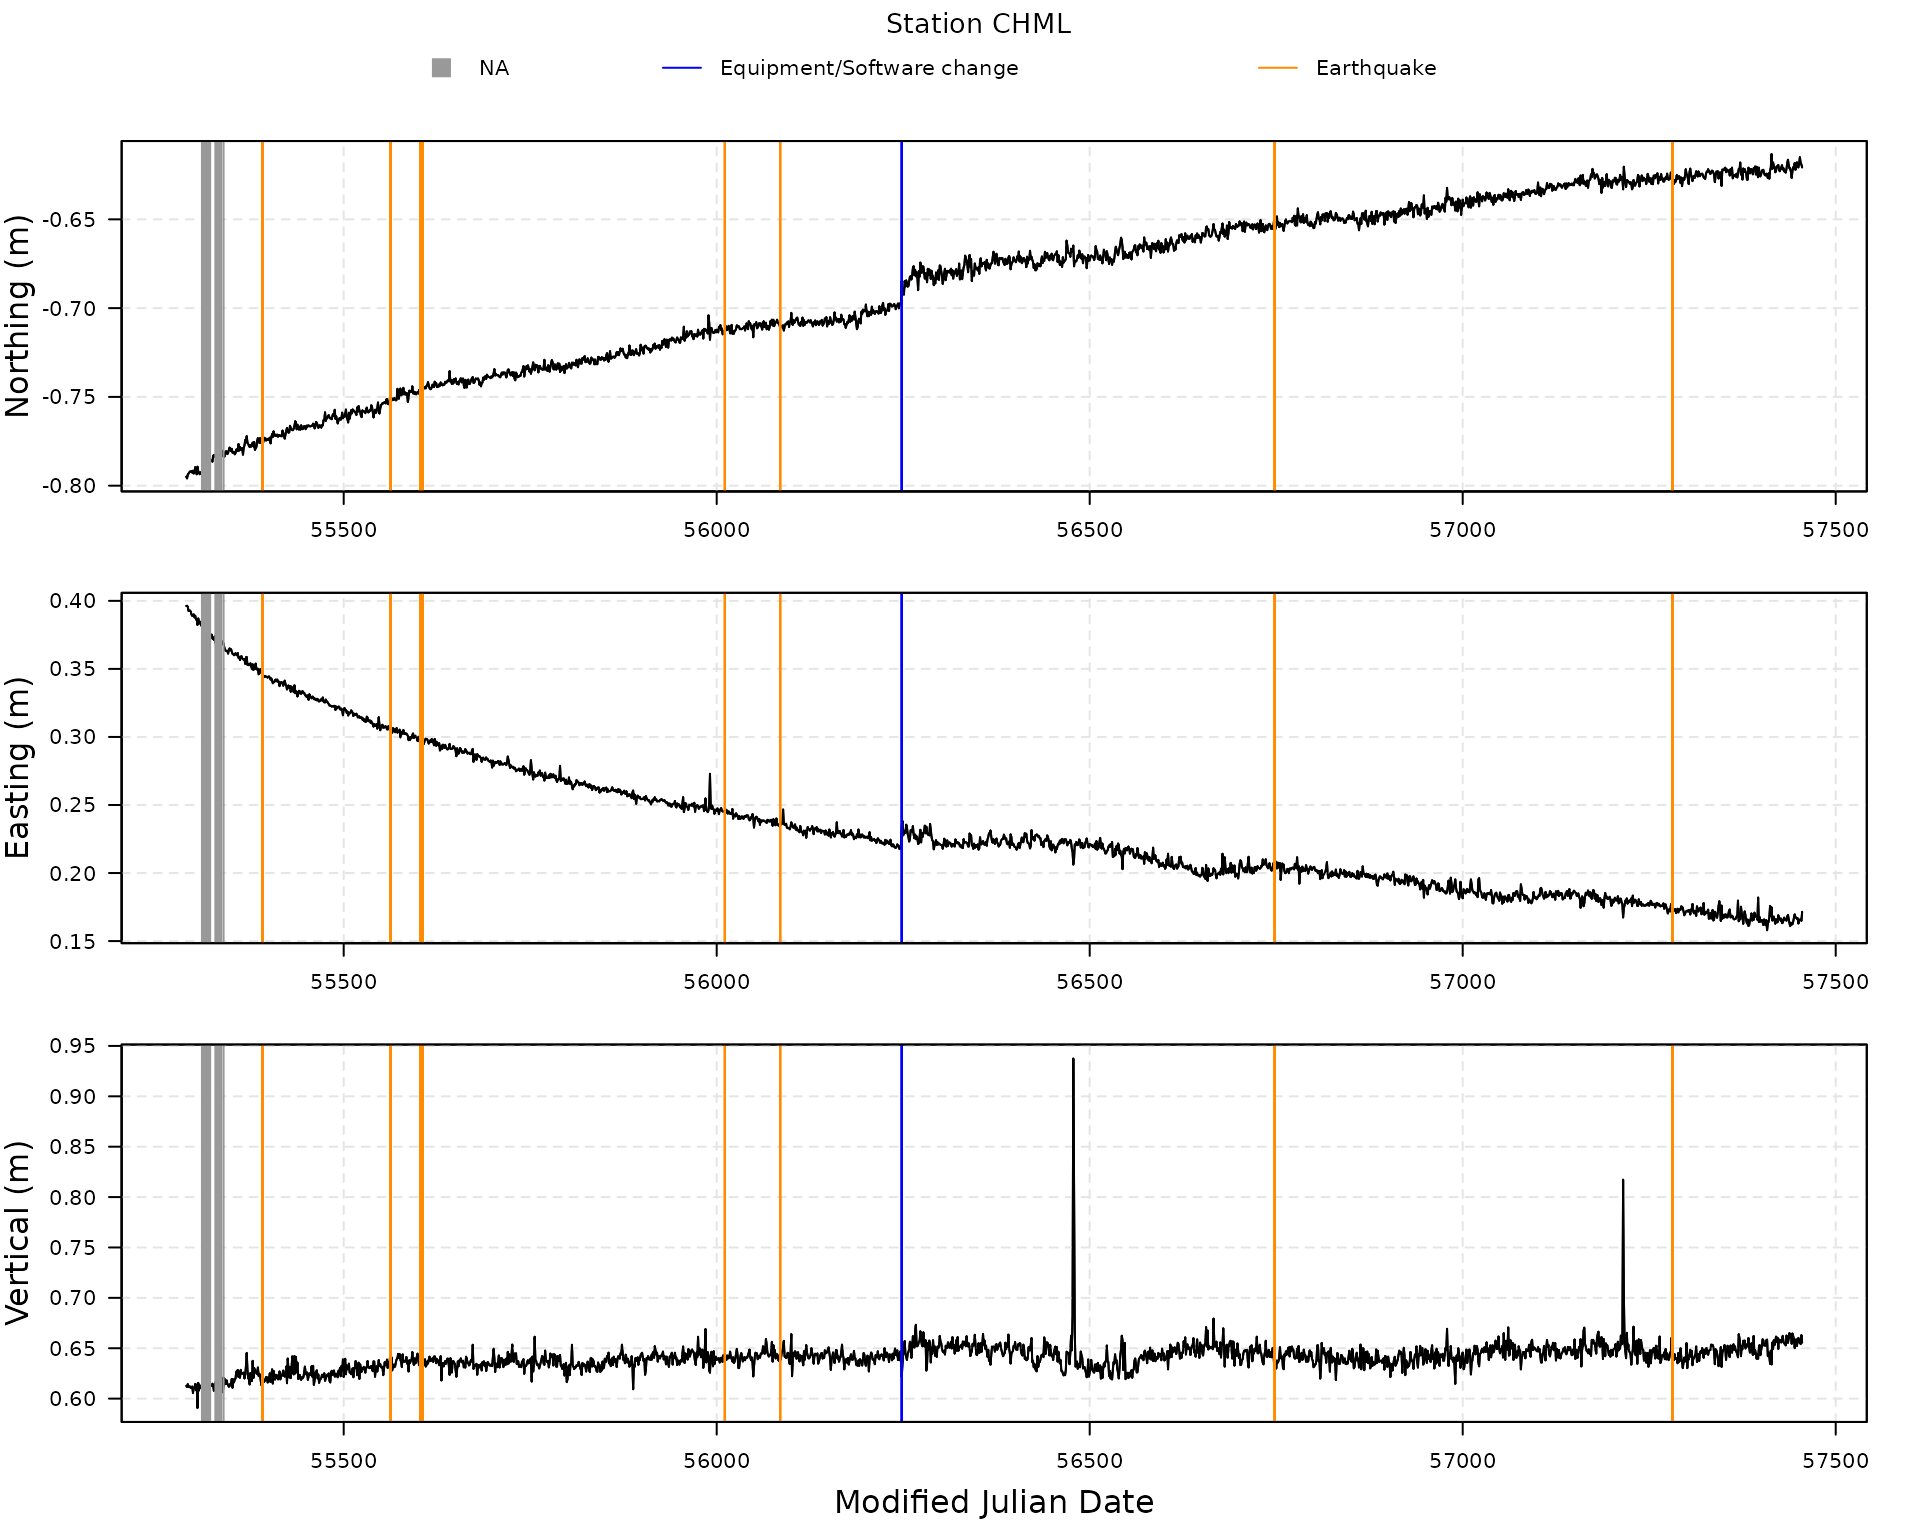 Station CHML
NA Equipment/Software change Earthquake
Northing (m)
-0.65
-0.70
-0.75
-0.80
55500 56000 56500 57000 57500
Easting (m)
0.40
0.35
0.30
0.25
0.20
0.15
55500 56000 56500 57000 57500
Vertical (m)
0.95
0.90
0.85
0.80
0.75
0.70
0.65
0.60
55500 56000 56500 57000 57500
Modified Julian Date